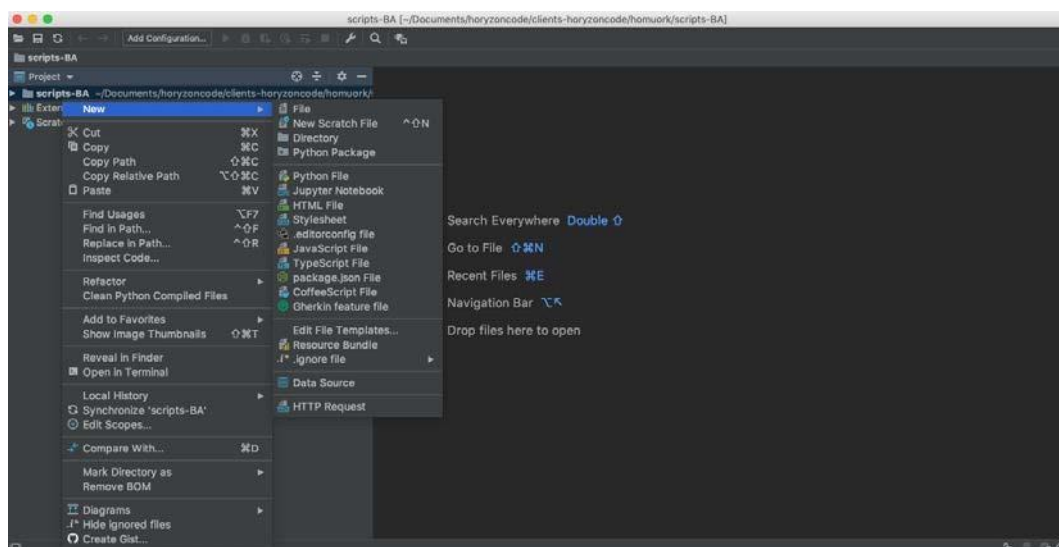 scripts-BA [~/Documents/horyzoncode/clients-horyzoncode/homuork/scripts-BA]
Add Configuration...
scripts-BA
Project
scripts-BA ~/Documents/horyzoncode/clients-horyzoncode/homuork/
Exter
Scrat
New
Cut ⌘X
Copy ⌘C
Copy Path ⇧⌘C
Copy Relative Path ⌥⇧⌘C
Paste ⌘V
Find Usages ⌥F7
Find in Path... ^⇧F
Replace in Path... ^⇧R
Inspect Code...
Refactor
Clean Python Compiled Files
Add to Favorites
Show Image Thumbnails ⇧⌘T
Reveal in Finder
Open in Terminal
Local History
Synchronize 'scripts-BA'
Edit Scopes...
Compare With... ⌘D
Mark Directory as
Remove BOM
Diagrams
.i* Hide ignored files
Create Gist...
File
New Scratch File ^⇧N
Directory
Python Package
Python File
Jupyter Notebook
HTML File
Stylesheet
.editorconfig file
JavaScript File
TypeScript File
package.json File
CoffeeScript File
Gherkin feature file
Edit File Templates...
Resource Bundle
.i* .ignore file
Data Source
HTTP Request
Search Everywhere Double ⇧
Go to File ⇧⌘N
Recent Files ⌘E
Navigation Bar ⌥↖
Drop files here to open